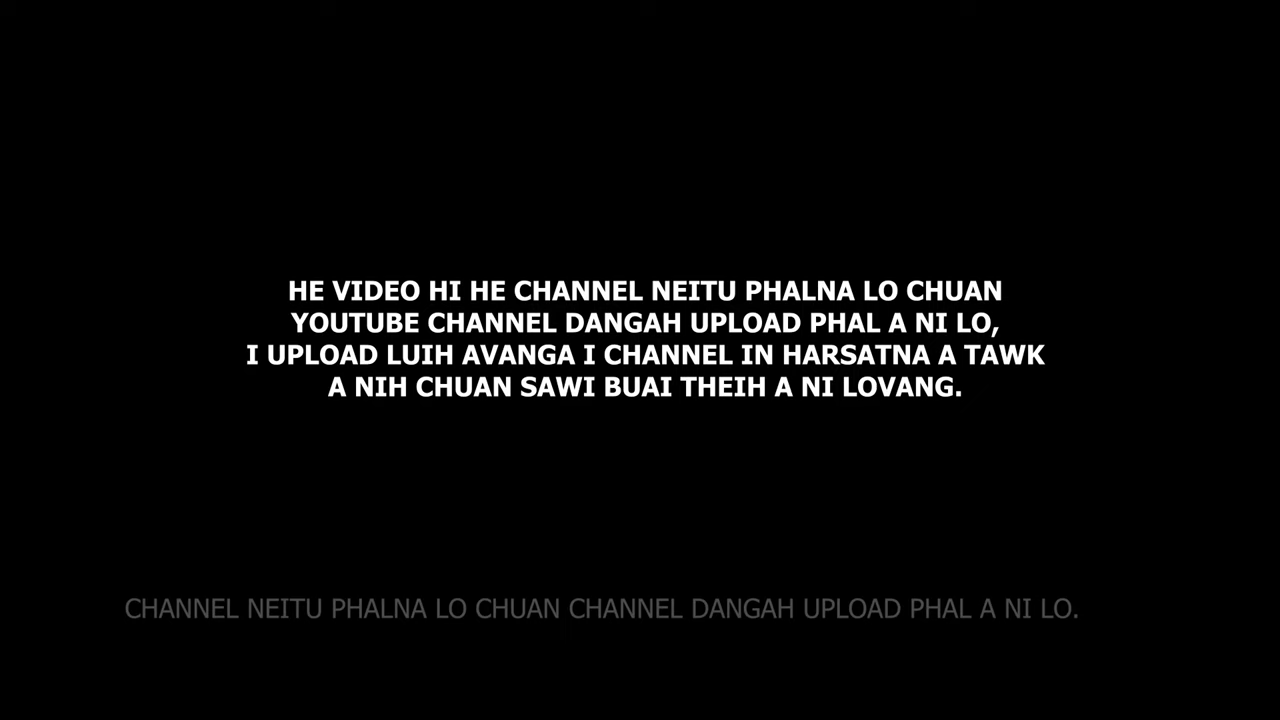 HE VIDEO HI HE CHANNEL NEITU PHALNA LO CHUAN
YOUTUBE CHANNEL DANGAH UPLOAD PHAL A NI LO,
I UPLOAD LUIH AVANGA I CHANNEL IN HARSATNA A TAWK
A NIH CHUAN SAWI BUAI THEIH A NI LOVANG.
CHANNEL NEITU PHALNA LO CHUAN CHANNEL DANGAH UPLOAD PHAL A NI LO.